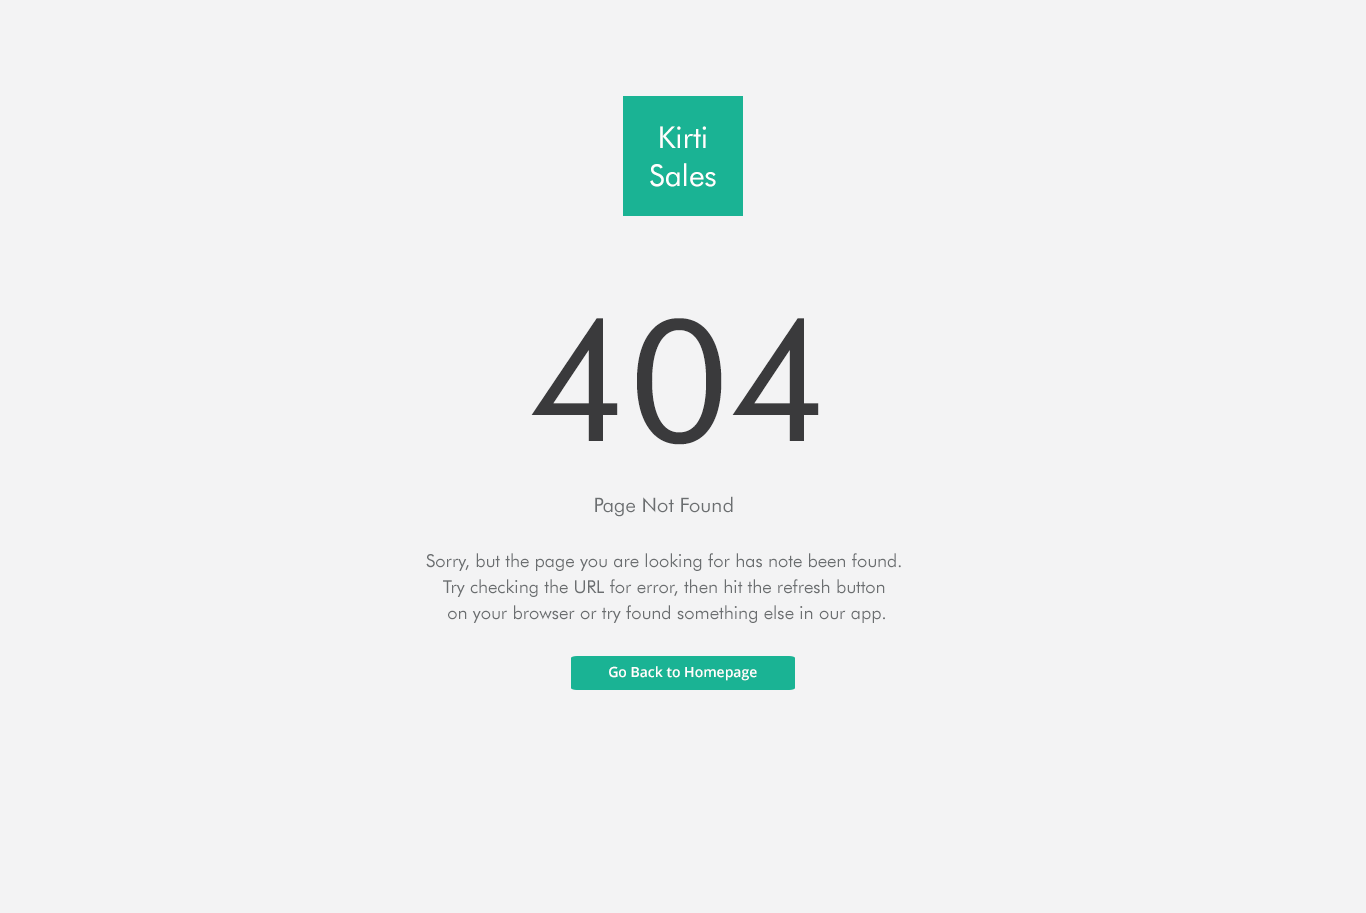 Kirti
Sales
404
Page Not Found
Sorry, but the page you are looking for has note been found.
Try checking the URL for error, then hit the refresh button
on your browser or try found something else in our app.
Go Back to Homepage